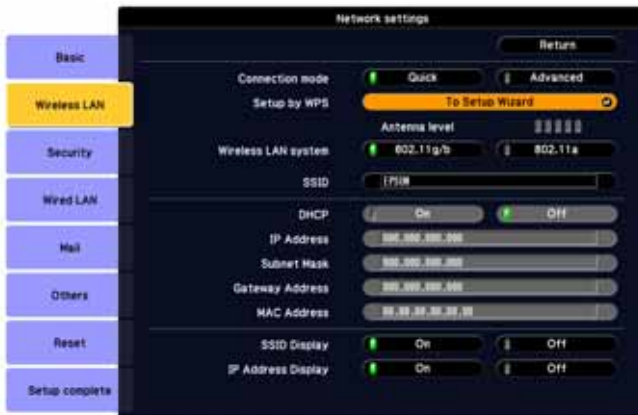 Network settings
Return
Basic
Wireless LAN
Security
Wired LAN
Mail
Others
Reset
Setup complete
Connection mode Quick Advanced
Setup by WPS To Setup Wizard
Antenna level
Wireless LAN system 802.11g/b 802.11a
SSID EPSON
DHCP On Off
IP Address
Subnet Mask
Gateway Address
MAC Address
SSID Display On Off
IP Address Display On Off